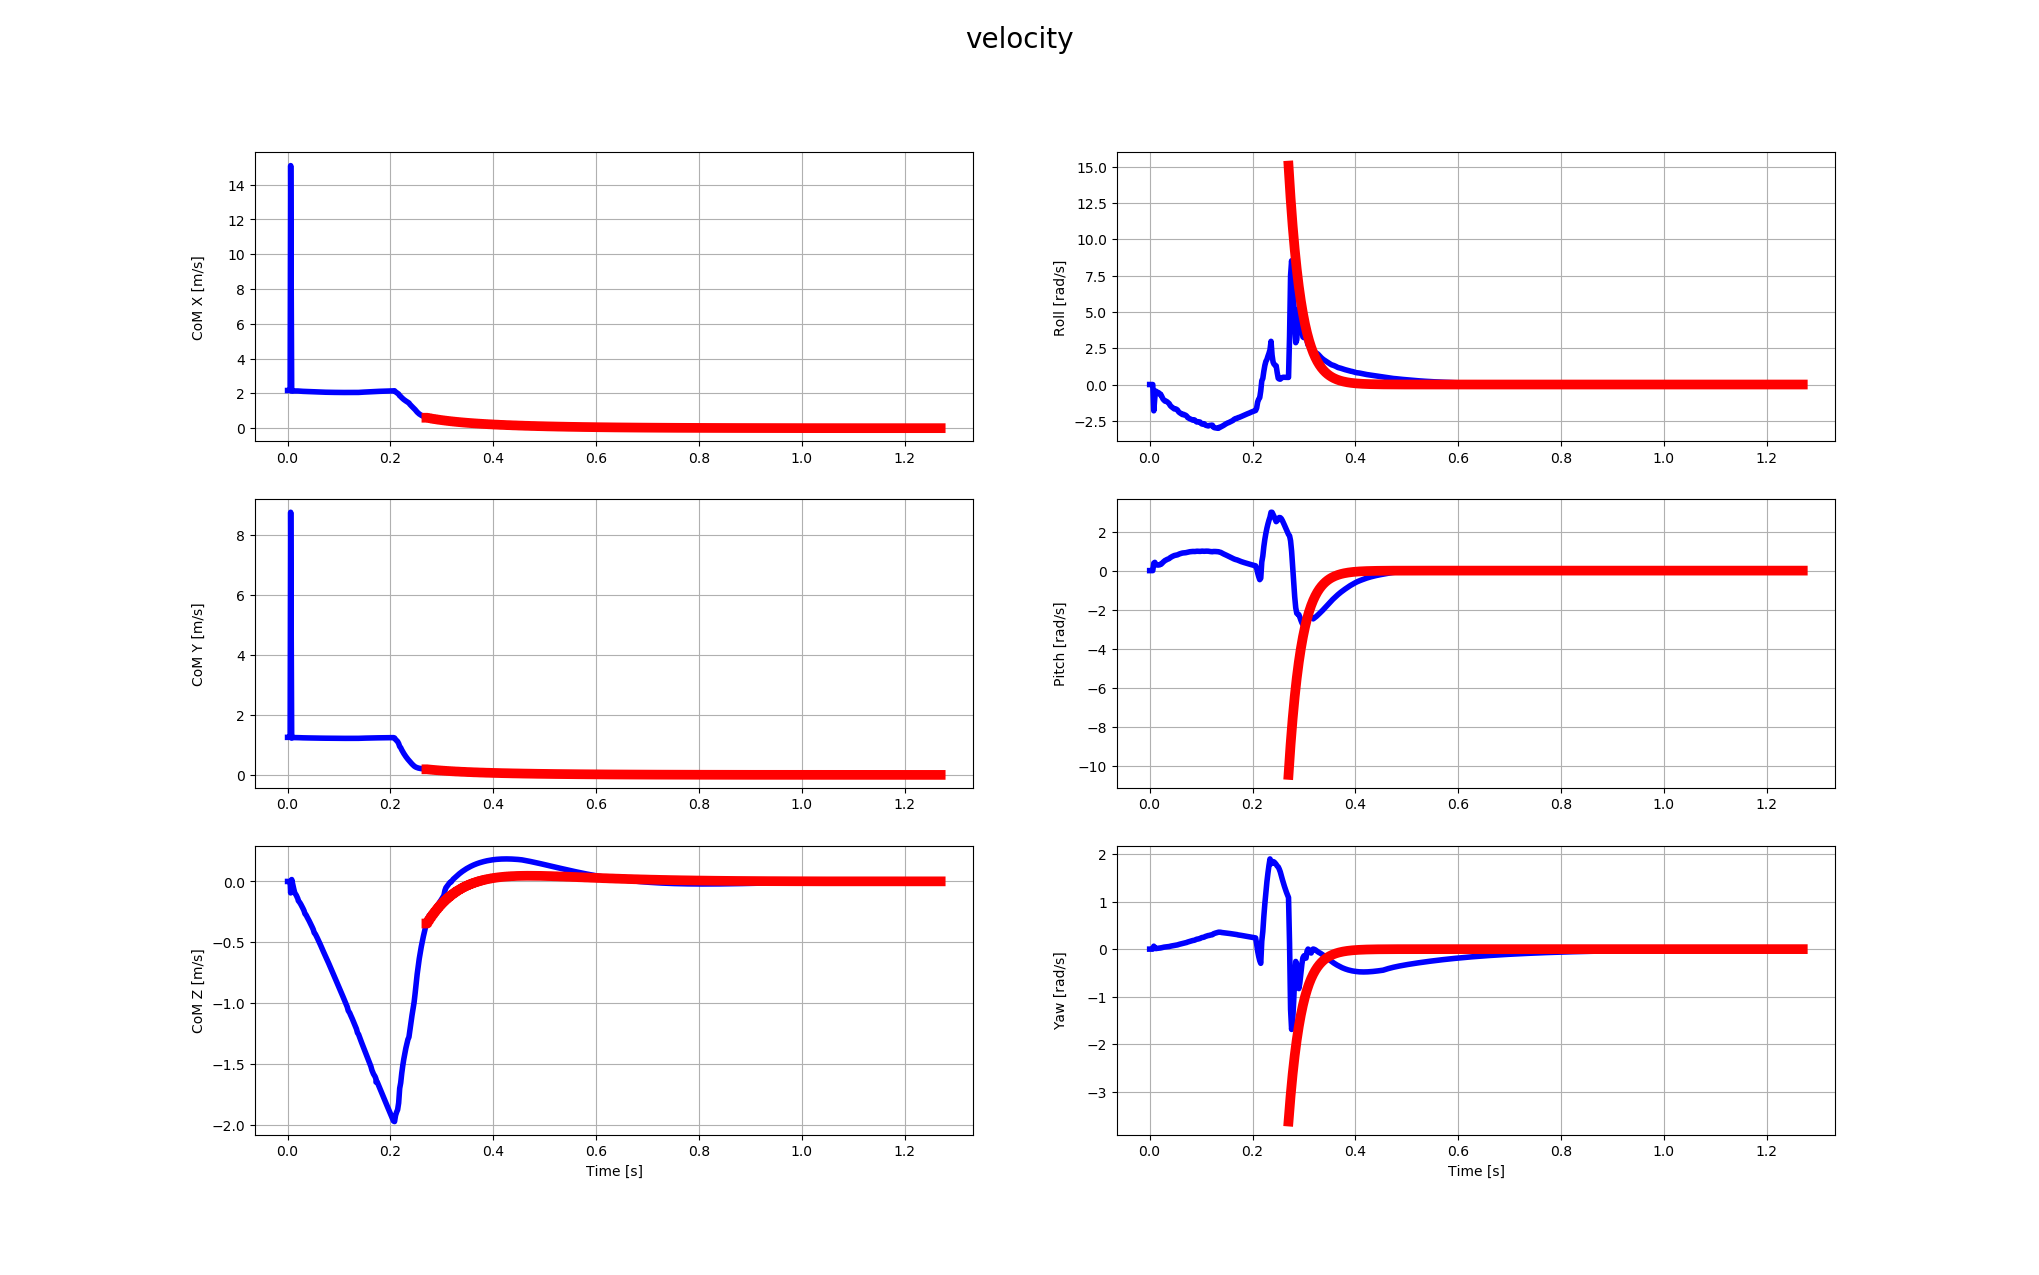 velocity
CoM X [m/s]
14
12
10
8
6
4
2
0
0.0 0.2 0.4 0.6 0.8 1.0 1.2
Roll [rad/s]
15.0
12.5
10.0
7.5
5.0
2.5
0.0
−2.5
0.0 0.2 0.4 0.6 0.8 1.0 1.2
CoM Y [m/s]
8
6
4
2
0
0.0 0.2 0.4 0.6 0.8 1.0 1.2
Pitch [rad/s]
2
0
−2
−4
−6
−8
−10
0.0 0.2 0.4 0.6 0.8 1.0 1.2
CoM Z [m/s]
0.0
−0.5
−1.0
−1.5
−2.0
0.0 0.2 0.4 0.6 0.8 1.0 1.2
Time [s]
Yaw [rad/s]
2
1
0
−1
−2
−3
0.0 0.2 0.4 0.6 0.8 1.0 1.2
Time [s]